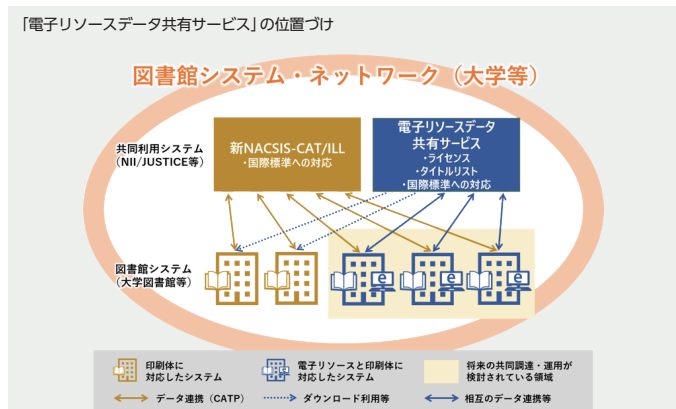 「電子リソースデータ共有サービス」の位置づけ
図書館システム・ネットワーク（大学等）
共同利用システム
(NII/JUSTICE等)
新NACSIS-CAT/ILL
・国際標準への対応
電子リソースデータ
共有サービス
・ライセンス
・タイトルリスト
・国際標準への対応
図書館システム
(大学図書館等)
e
e
e
印刷体に
対応したシステム
e
電子リソースと印刷体に
対応したシステム
将来の共同調達・運用が
検討されている領域
データ連携（CATP）
ダウンロード利用等
相互のデータ連携等